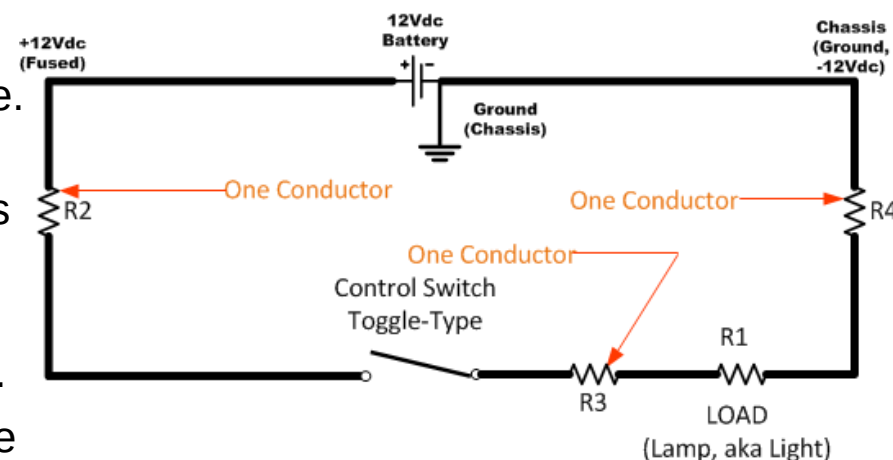 12Vdc
Battery
+12Vdc
(Fused)
Chassis
(Ground,
-12Vdc)
+ −
e.
Ground
(Chassis)
One Conductor
One Conductor
s
R2
R4
One Conductor
Control Switch
Toggle-Type
R1
.
R3
LOAD
e
(Lamp, aka Light)